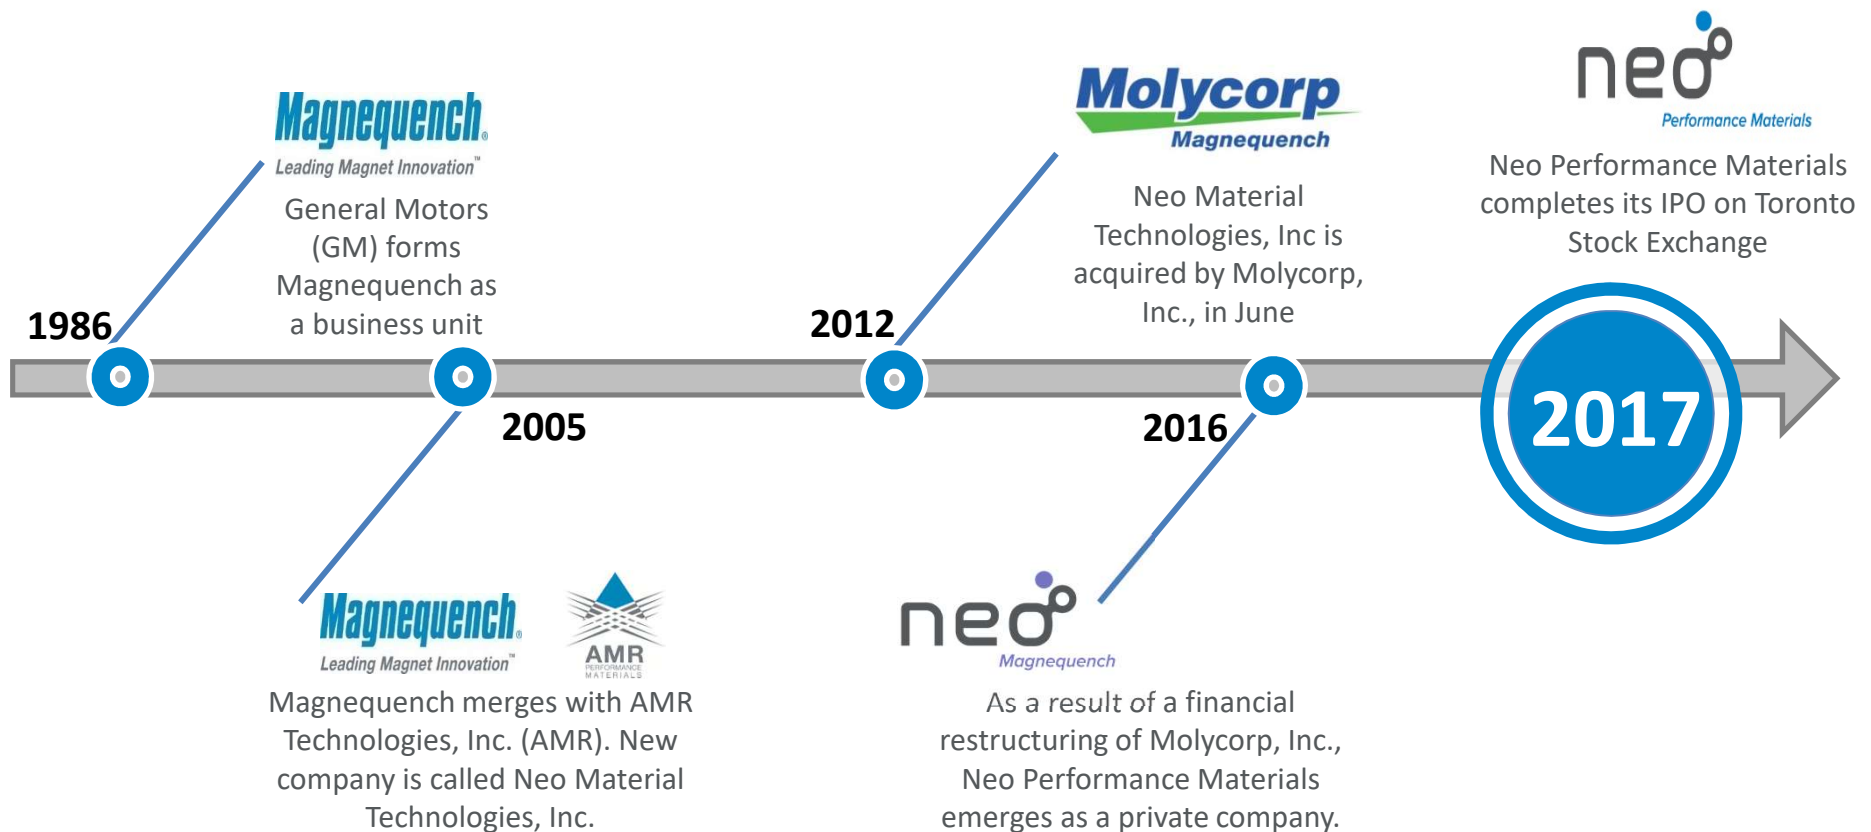 1986
Magnequench®
Leading Magnet Innovation™
General Motors
(GM) forms
Magnequench as
a business unit
2005
Magnequench®
Leading Magnet Innovation™
AMR
PERFORMANCE
MATERIALS
Magnequench merges with AMR
Technologies, Inc. (AMR). New
company is called Neo Material
Technologies, Inc.
2012
Molycorp
Magnequench
Neo Material
Technologies, Inc is
acquired by Molycorp,
Inc., in June
2016
neo
Magnequench
As a result of a financial
restructuring of Molycorp, Inc.,
Neo Performance Materials
emerges as a private company.
neo
Performance Materials
Neo Performance Materials
completes its IPO on Toronto
Stock Exchange
2017